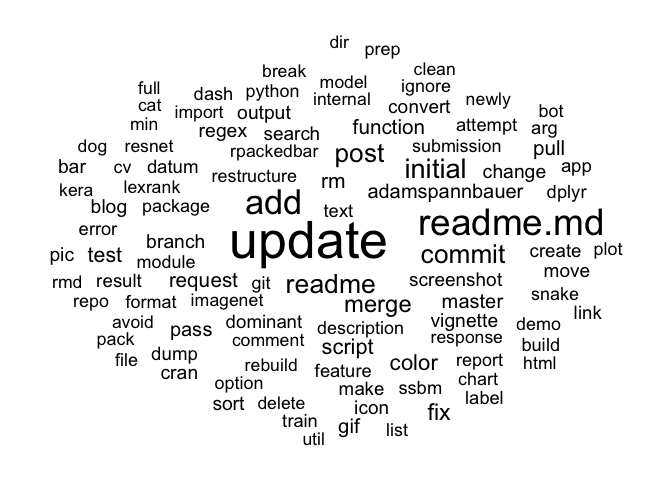 dir
prep
break
clean
full
model
ignore
dash
python
internal
newly
cat
import
output
convert
bot
min
regex
search
function
attempt
arg
dog
resnet
rpackedbar
post
submission
pull
bar
cv
datum
restructure
rm
initial
change
app
kera
lexrank
adamspannbauer
dplyr
blog
package
add
text
readme.md
error
branch
update
commit
create
plot
pic
test
module
move
rmd
result
request
git
readme
screenshot
snake
repo
format
imagenet
merge
master
link
avoid
pass
dominant
description
vignette
demo
pack
comment
script
response
build
file
dump
cran
rebuild
feature
color
report
html
option
make
ssbm
chart
label
sort
delete
icon
fix
train
gif
list
util